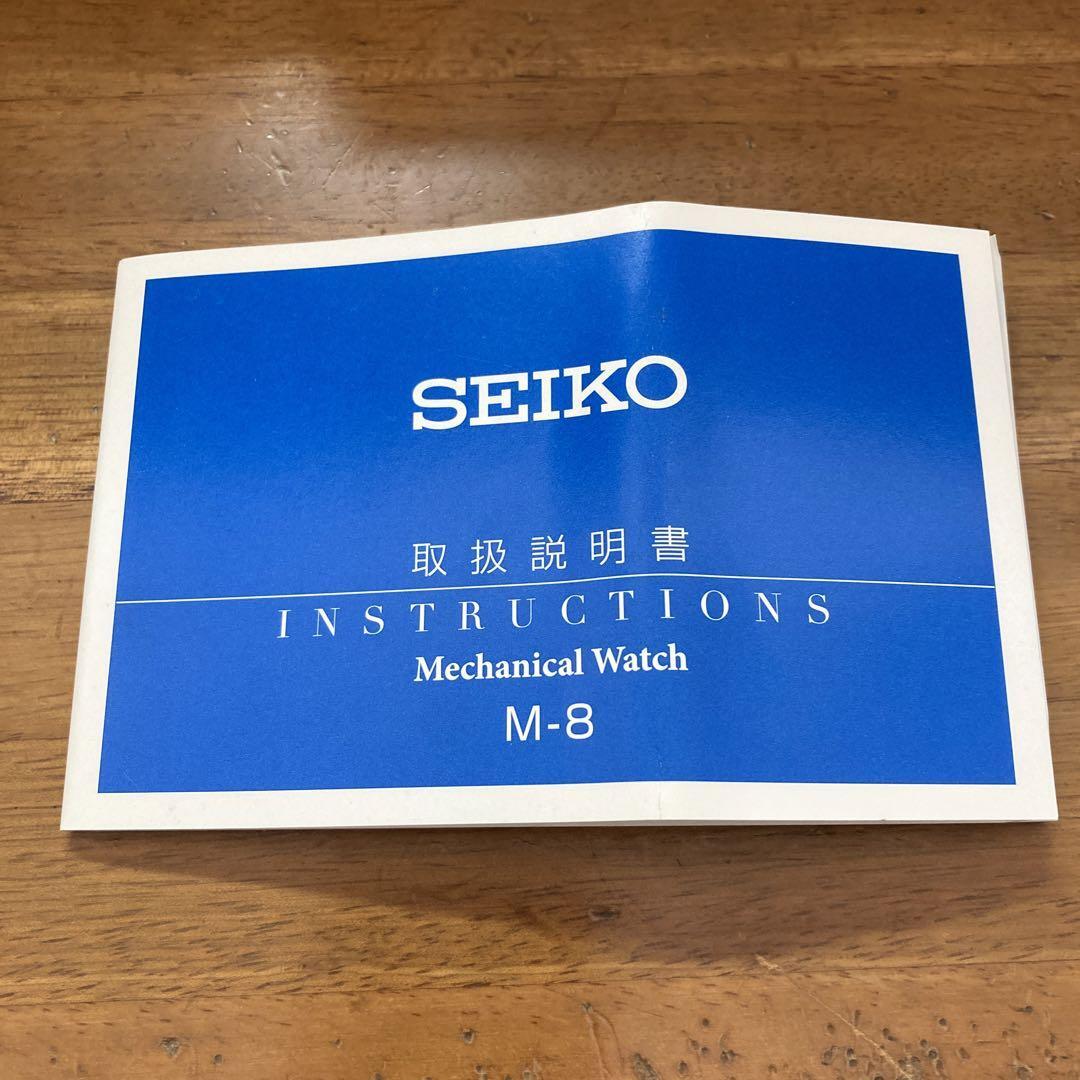 SEIKO
取扱説明書
INSTRUCTIONS
Mechanical Watch
M-8